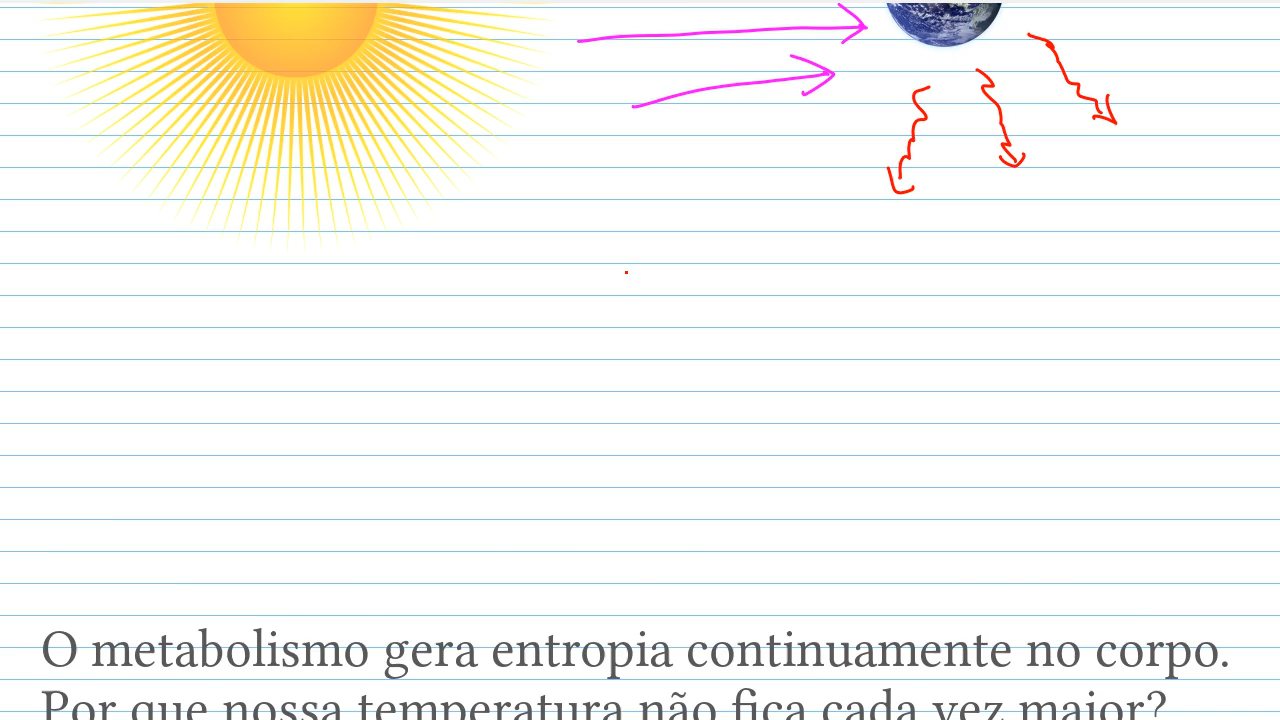 O metabolismo gera entropia continuamente no corpo.
Por que nossa temperatura não fica cada vez maior?